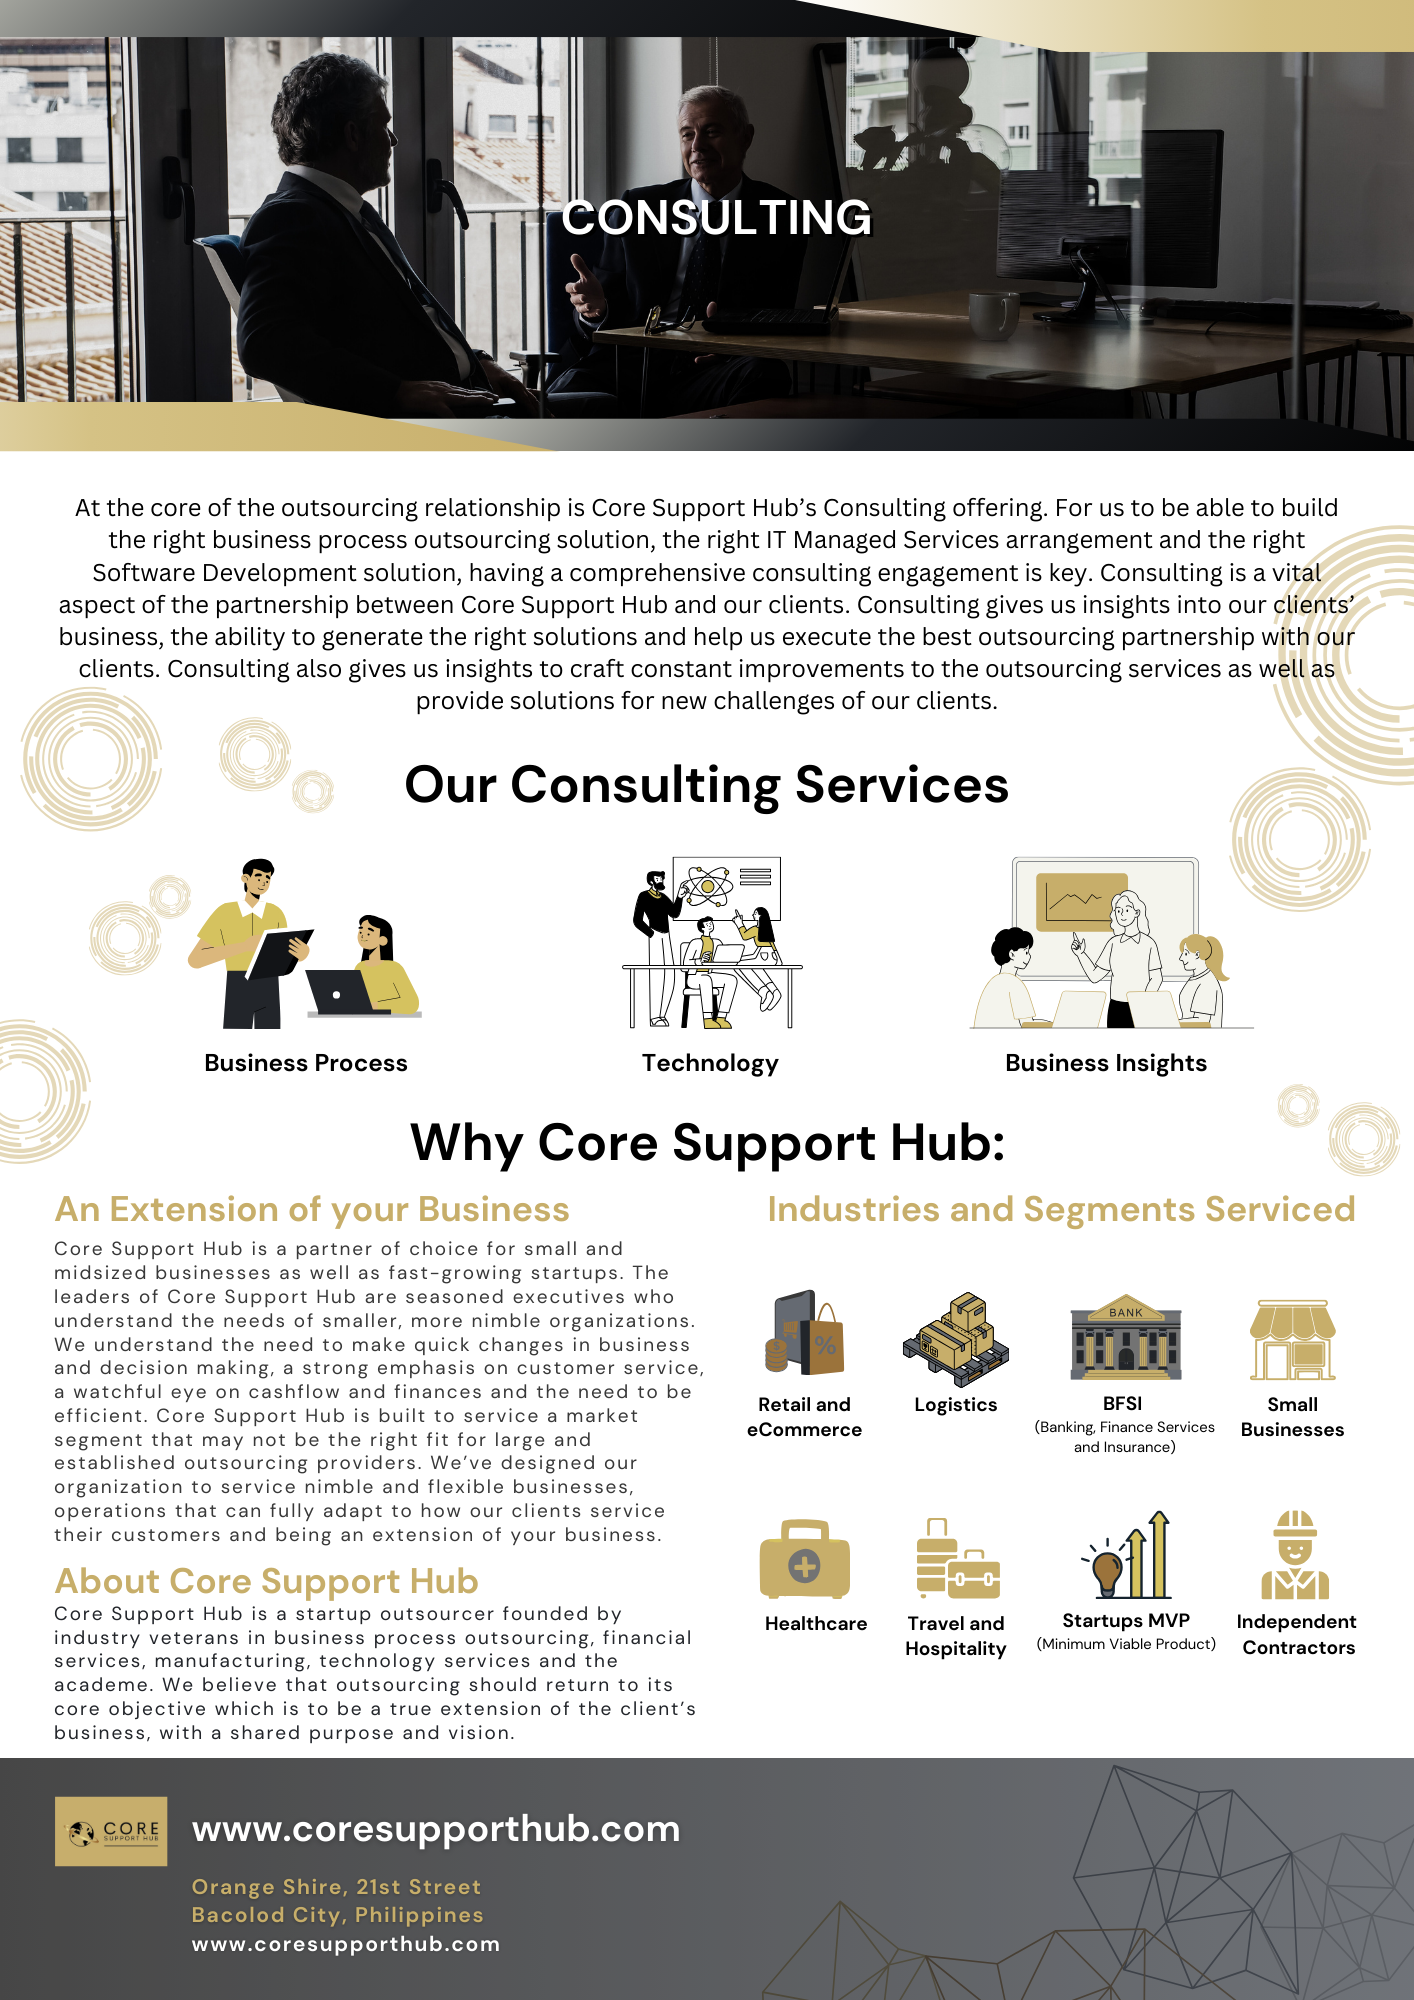 CONSULTING
At the core of the outsourcing relationship is Core Support Hub’s Consulting offering. For us to be able to build
the right business process outsourcing solution, the right IT Managed Services arrangement and the right
Software Development solution, having a comprehensive consulting engagement is key. Consulting is a vital
aspect of the partnership between Core Support Hub and our clients. Consulting gives us insights into our clients’
business, the ability to generate the right solutions and help us execute the best outsourcing partnership with our
clients. Consulting also gives us insights to craft constant improvements to the outsourcing services as well as
provide solutions for new challenges of our clients.
Our Consulting Services
Business Process
Technology
Business Insights
Why Core Support Hub:
An Extension of your Business
Core Support Hub is a partner of choice for small and
midsized businesses as well as fast-growing startups. The
leaders of Core Support Hub are seasoned executives who
understand the needs of smaller, more nimble organizations.
We understand the need to make quick changes in business
and decision making, a strong emphasis on customer service,
a watchful eye on cashflow and finances and the need to be
efficient. Core Support Hub is built to service a market
segment that may not be the right fit for large and
established outsourcing providers. We’ve designed our
organization to service nimble and flexible businesses,
operations that can fully adapt to how our clients service
their customers and being an extension of your business.
About Core Support Hub
Core Support Hub is a startup outsourcer founded by
industry veterans in business process outsourcing, financial
services, manufacturing, technology services and the
academe. We believe that outsourcing should return to its
core objective which is to be a true extension of the client’s
business, with a shared purpose and vision.
Industries and Segments Serviced
$
%
BANK
Retail and
eCommerce
Logistics
BFSI
(Banking, Finance Services
and Insurance)
Small
Businesses
Healthcare
Travel and
Hospitality
Startups MVP
(Minimum Viable Product)
Independent
Contractors
CORE
SUPPORT HUB
www.coresupporthub.com
Orange Shire, 21st Street
Bacolod City, Philippines
www.coresupporthub.com